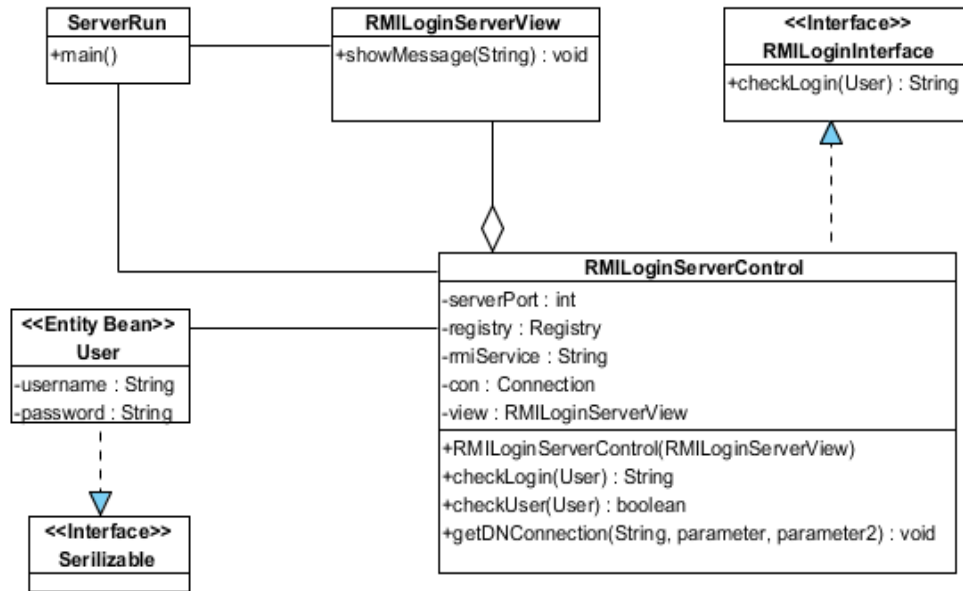 ServerRun
+main()
RMILoginServerView
+showMessage(String) : void
<<Interface>>
RMILoginInterface
+checkLogin(User) : String
RMILoginServerControl
-serverPort : int
-registry : Registry
-rmiService : String
-con : Connection
-view : RMILoginServerView
+RMILoginServerControl(RMILoginServerView)
+checkLogin(User) : String
+checkUser(User) : boolean
+getDNConnection(String, parameter, parameter2) : void
<<Entity Bean>>
User
-username : String
-password : String
<<Interface>>
Serilizable